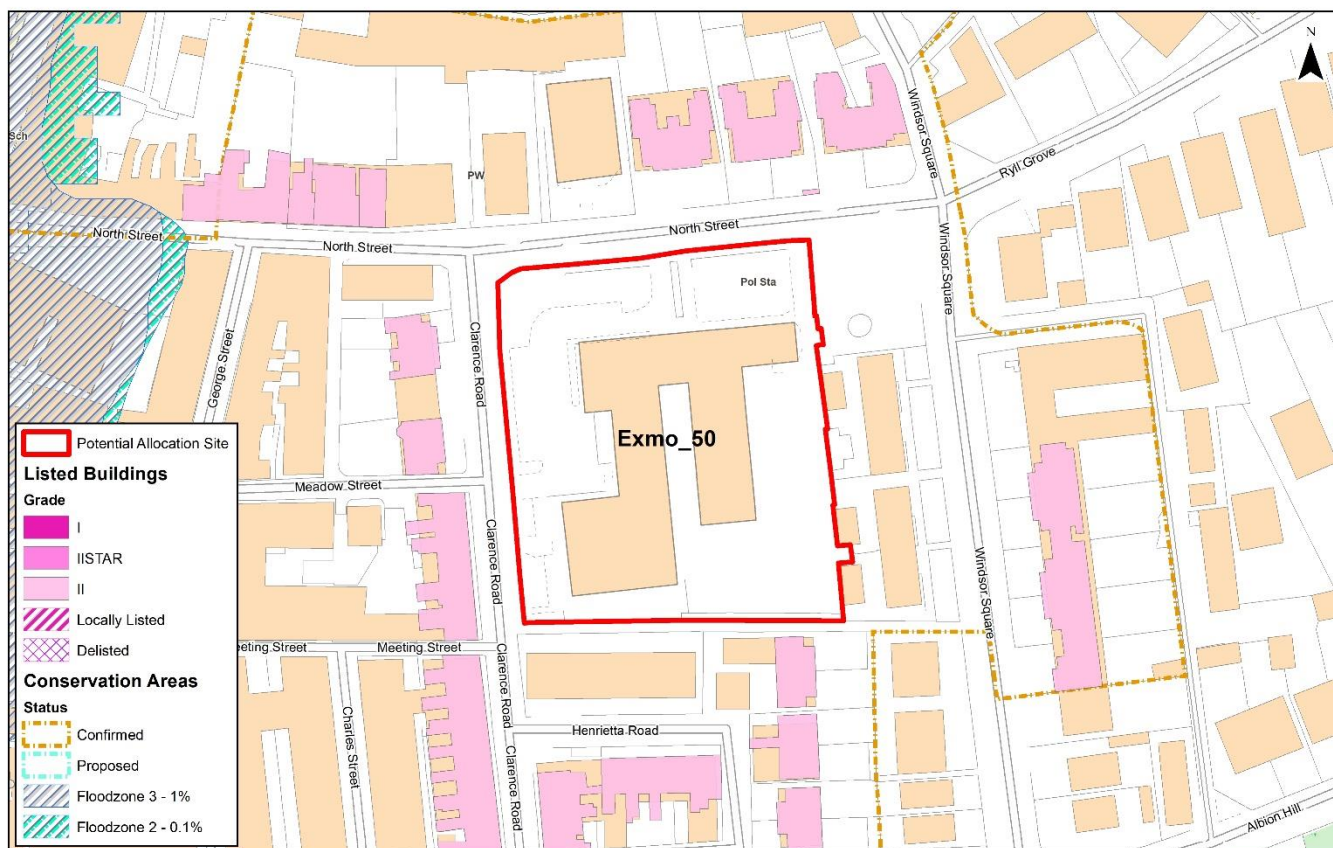 N
Sch
Windsor Square
Ryll Grove
PW
North Street
North Street
North Street
Windsor Square
George Street
Clarence Road
Pol Sta
Exmo_50
Meadow Street
Clarence Road
Windsor Square
eeting Street
Meeting Street
Charles Street
Clarence Road
Henrietta Road
Clarence Road
Albion Hill
Potential Allocation Site
Listed Buildings
Grade
I
IISTAR
II
Locally Listed
Delisted
Conservation Areas
Status
Confirmed
Proposed
Floodzone 3 - 1%
Floodzone 2 - 0.1%